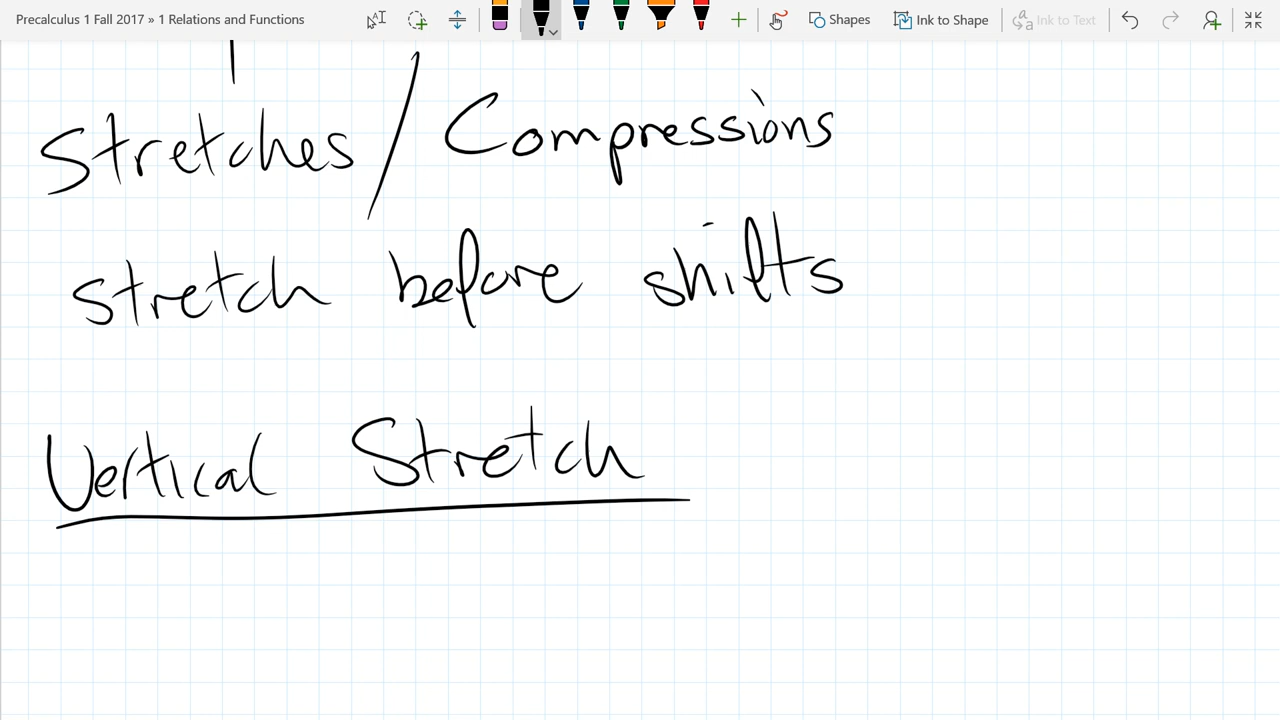 Precalculus 1 Fall 2017 » 1 Relations and Functions Shapes Ink to Shape Ink to Text
Stretches / Compressions
stretch before shifts
Vertical Stretch